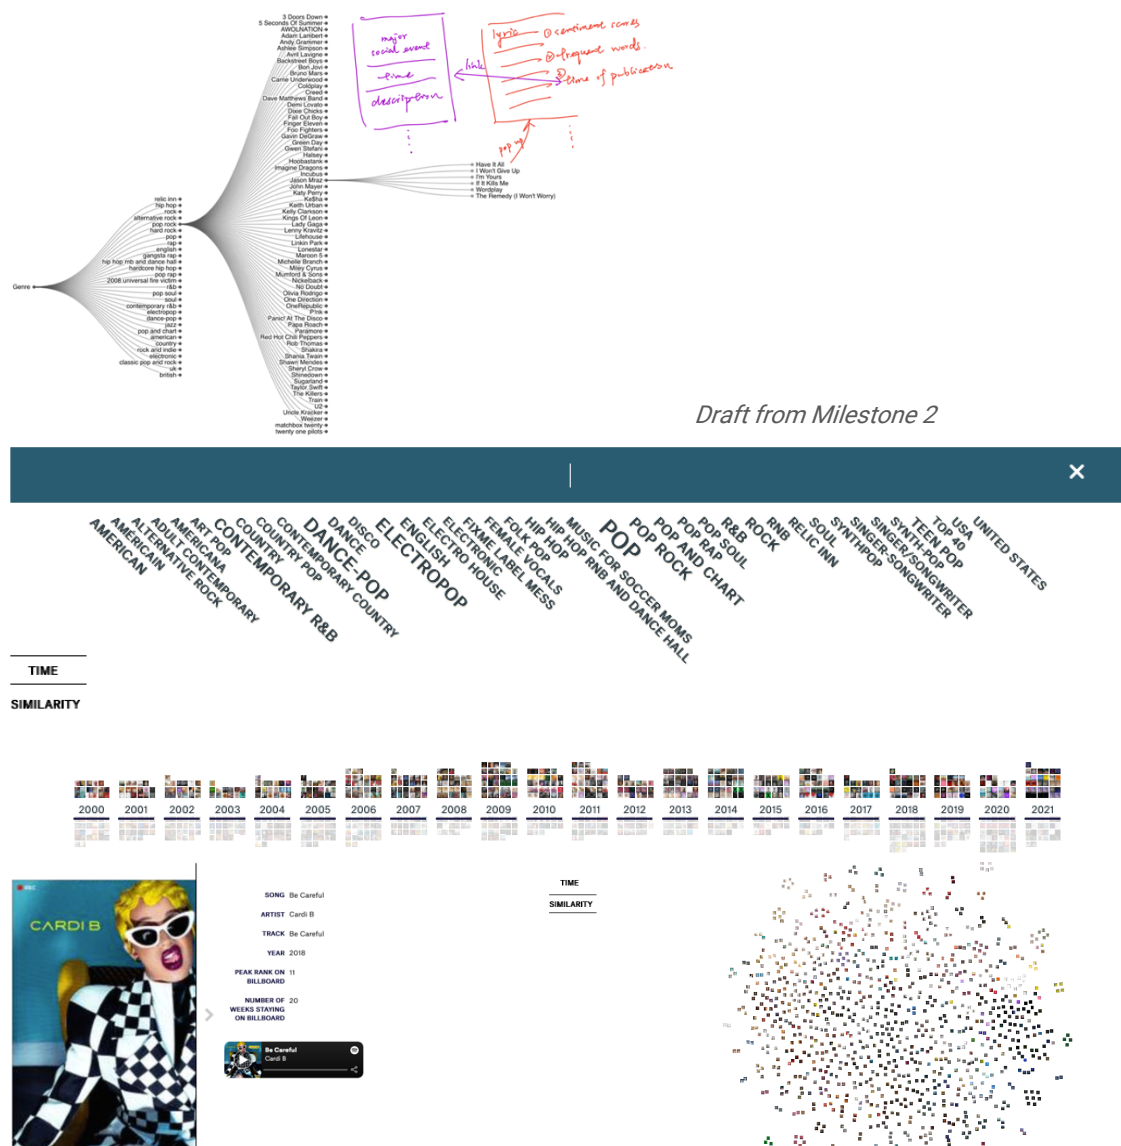 3 Doors Down
5 Seconds Of Summer
AWOLNATION
Adam Lambert
Andy Grammer
Ashlee Simpson
Avril Lavigne
Backstreet Boys
Bon Jovi
Bruno Mars
Carrie Underwood
Coldplay
Creed
Dave Matthews Band
Demi Lovato
Dixie Chicks
Fall Out Boy
Finger Eleven
Foo Fighters
Gavin DeGraw
Green Day
Gwen Stefani
Halsey
Hoobastank
Imagine Dragons
Incubus
Jason Mraz
John Mayer
Katy Perry
Ke$ha
Keith Urban
Kelly Clarkson
Kings Of Leon
Lady Gaga
Lenny Kravitz
Lifehouse
Linkin Park
Lonestar
Maroon 5
Michelle Branch
Miley Cyrus
Mumford & Sons
Nickelback
No Doubt
Olivia Rodrigo
One Direction
OneRepublic
P!nk
Panic! At The Disco
Papa Roach
Paramore
Red Hot Chili Peppers
Rob Thomas
Shakira
Shania Twain
Shawn Mendes
Sheryl Crow
Shinedown
Sugarland
Taylor Swift
The Killers
Train
U2
Uncle Kracker
Weezer
matchbox twenty
twenty one pilots
major
social event
time
description
link
lyric
① sentiment scores
② frequent words.
③ time of publication
pop up
Have It All
I Won't Give Up
I'm Yours
If It Kills Me
Wordplay
The Remedy (I Won't Worry)
Genre
relic inn
hip hop
rock
alternative rock
pop rock
hard rock
pop
rap
english
gangsta rap
hip hop rnb and dance hall
hardcore hip hop
pop rap
2008 universal fire victim
r&b
pop soul
soul
contemporary r&b
electropop
dance-pop
jazz
pop and chart
american
country
rock and indie
electronic
classic pop and rock
uk
british
Draft from Milestone 2
AMERICAN
AMÉRICAIN
ALTERNATIVE ROCK
ADULT CONTEMPORARY
AMERICANA
ART POP
CONTEMPORARY R&B
COUNTRY
COUNTRY POP
CONTEMPORARY COUNTRY
DANCE-POP
DANCE
DISCO
ELECTROPOP
ENGLISH
ELECTRO HOUSE
ELECTRONIC
FIXME LABEL MESS
FEMALE VOCALS
FOLK POP
HIP HOP
HIP HOP RNB AND DANCE HALL
MUSIC FOR SOCCER MOMS
POP
POP ROCK
POP AND CHART
POP RAP
POP SOUL
R&B
ROCK
RNB
RELIC INN
SOUL
SYNTHPOP
SINGER-SONGWRITER
SINGER/SONGWRITER
SYNTH-POP
TEEN POP
TOP 40
USA
UNITED STATES
TIME
SIMILARITY
2000 2001 2002 2003 2004 2005 2006 2007 2008 2009 2010 2011 2012 2013 2014 2015 2016 2017 2018 2019 2020 2021
REC
CARDI B
SONG Be Careful
ARTIST Cardi B
TRACK Be Careful
YEAR 2018
PEAK RANK ON 11
BILLBOARD
NUMBER OF 20
WEEKS STAYING
ON BILLBOARD
Be Careful
Cardi B
TIME
SIMILARITY